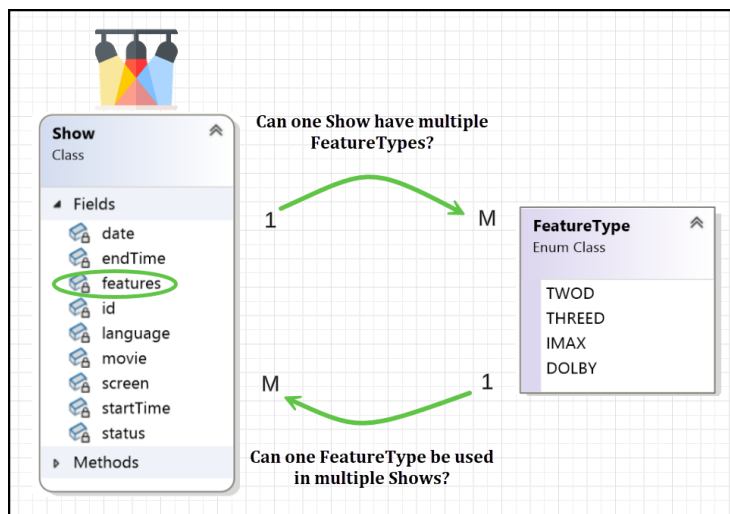 Can one Show have multiple
FeatureTypes?
Show
Class
Fields
date
endTime
features
id
language
movie
screen
startTime
status
Methods
1
M
FeatureType
Enum Class
TWOD
THREED
IMAX
DOLBY
M
1
Can one FeatureType be used
in multiple Shows?